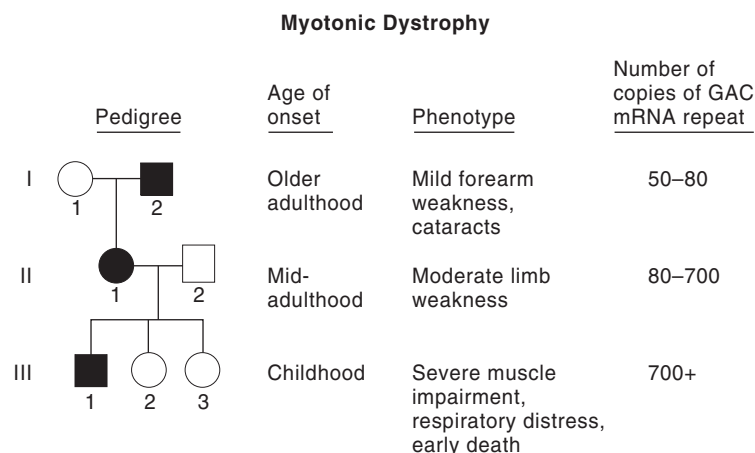 Myotonic Dystrophy
Pedigree
Age of
onset
Phenotype
Number of
copies of GAC
mRNA repeat
I
1
2
Older
adulthood
Mild forearm
weakness,
cataracts
50–80
II
1
2
Mid-
adulthood
Moderate limb
weakness
80–700
III
1
2
3
Childhood
Severe muscle
impairment,
respiratory distress,
early death
700+